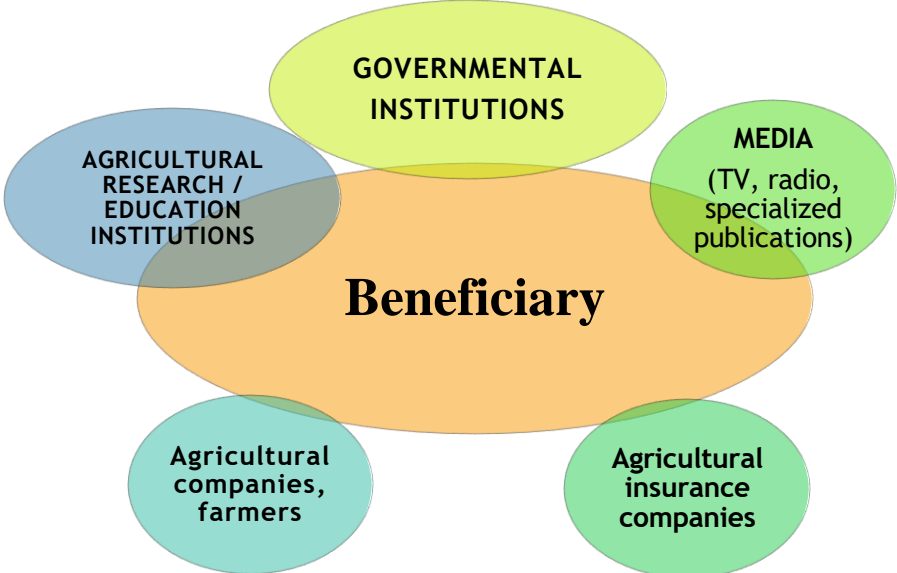 GOVERNMENTAL
INSTITUTIONS
AGRICULTURAL
RESEARCH /
EDUCATION
INSTITUTIONS
MEDIA
(TV, radio,
specialized
publications)
Beneficiary
Agricultural
companies,
farmers
Agricultural
insurance
companies